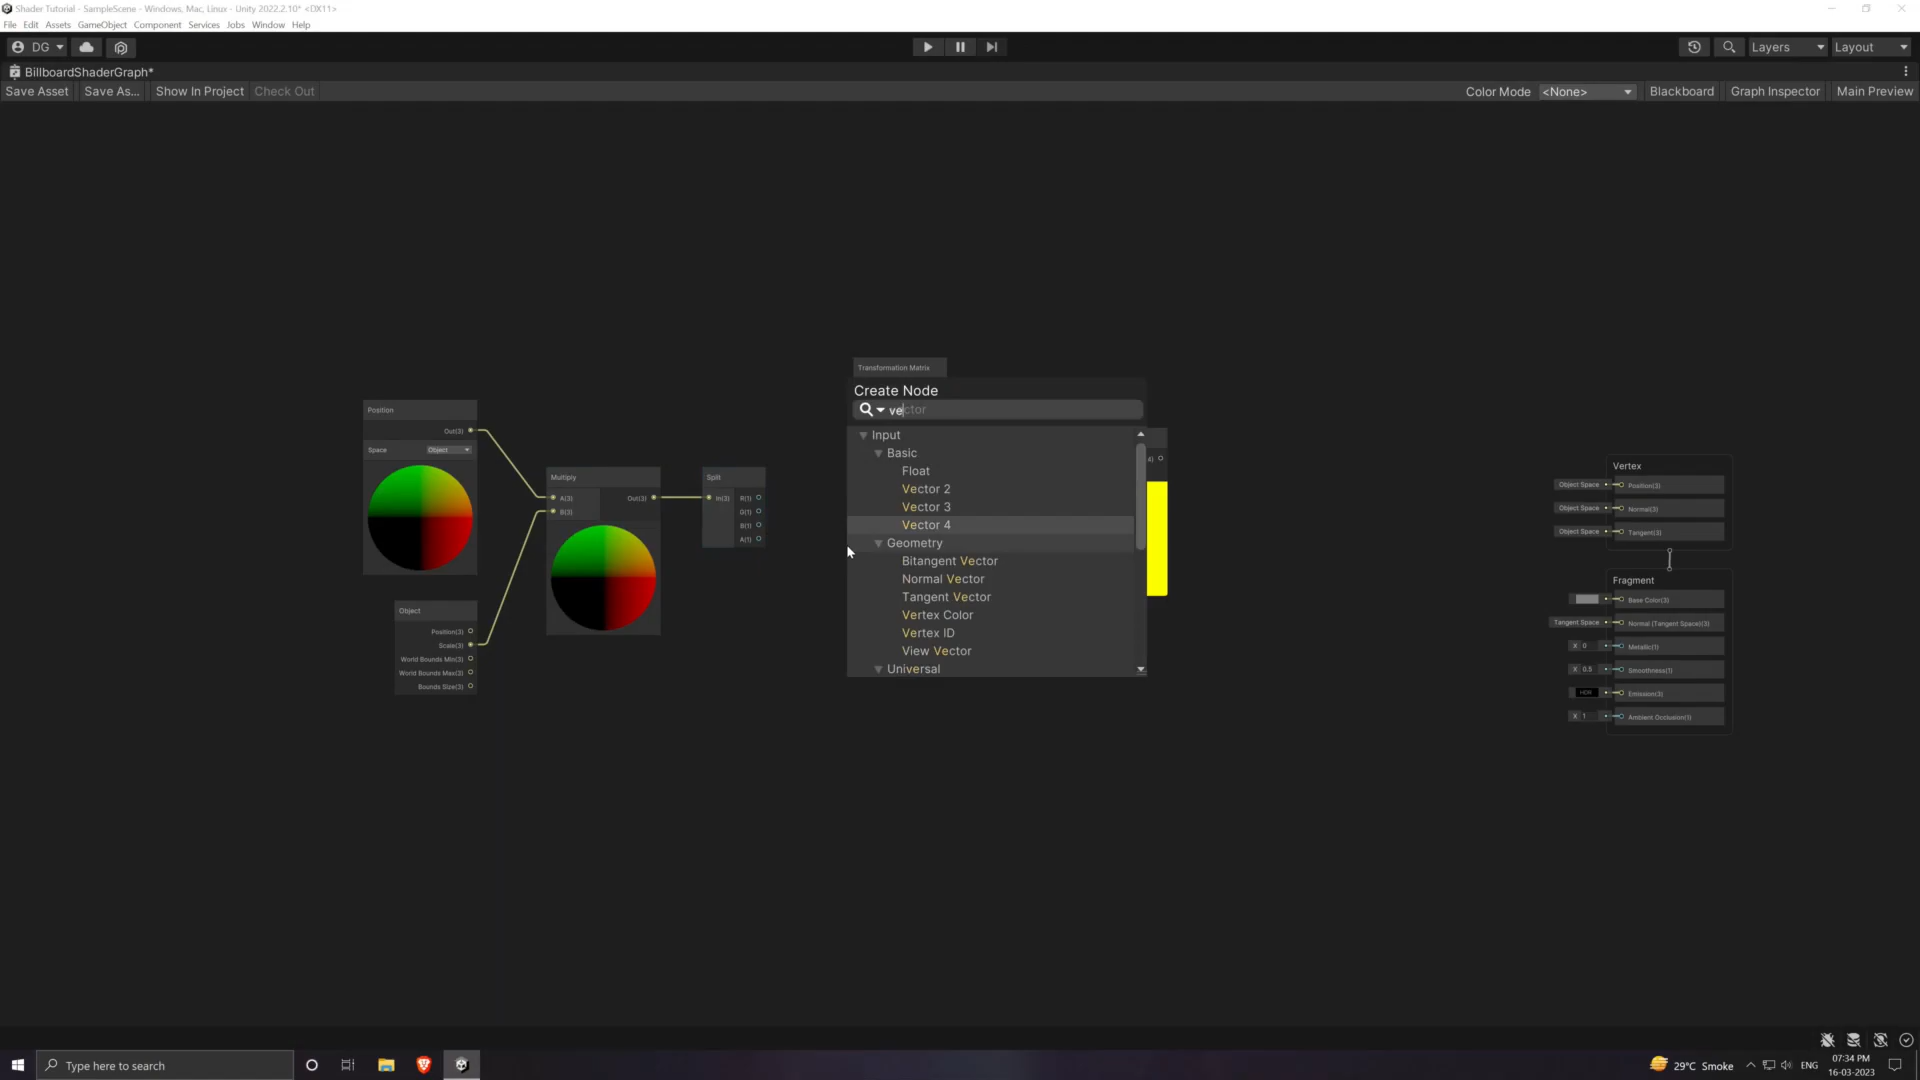 Shader Tutorial - SampleScene - Windows, Mac, Linux - Unity 2022.2.10* <DX11>
File Edit Assets GameObject Component Services Jobs Window Help
DG
Layers
Layout
BillboardShaderGraph*
Save Asset
Save As...
Show In Project
Check Out
Color Mode
<None>
Blackboard
Graph Inspector
Main Preview
Position
Out(3)
Space
Object
Object
Position(3)
Scale(3)
World Bounds Min(3)
World Bounds Max(3)
Bounds Size(3)
Multiply
A(3)
B(3)
Out(3)
Split
In(3)
R(1)
G(1)
B(1)
A(1)
Transformation Matrix
Create Node
vector
Input
Basic
Float
Vector 2
Vector 3
Vector 4
Geometry
Bitangent Vector
Normal Vector
Tangent Vector
Vertex Color
Vertex ID
View Vector
Universal
Vertex
Object Space Position(3)
Object Space Normal(3)
Object Space Tangent(3)
Fragment
Base Color(3)
Tangent Space Normal (Tangent Space)(3)
X 0 Metallic(1)
X 0.5 Smoothness(1)
HDR Emission(3)
X 1 Ambient Occlusion(1)
Type here to search
29°C Smoke
ENG
07:34 PM
16-03-2023